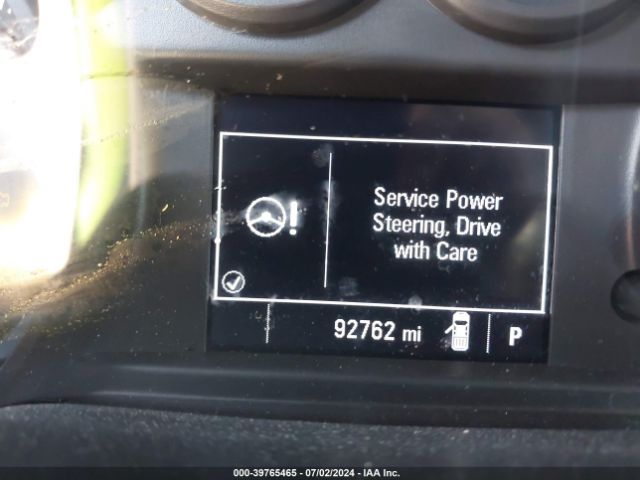 Service Power
Steering, Drive
with Care
92762 mi
P
000-39765465 - 07/02/2024 - IAA Inc.